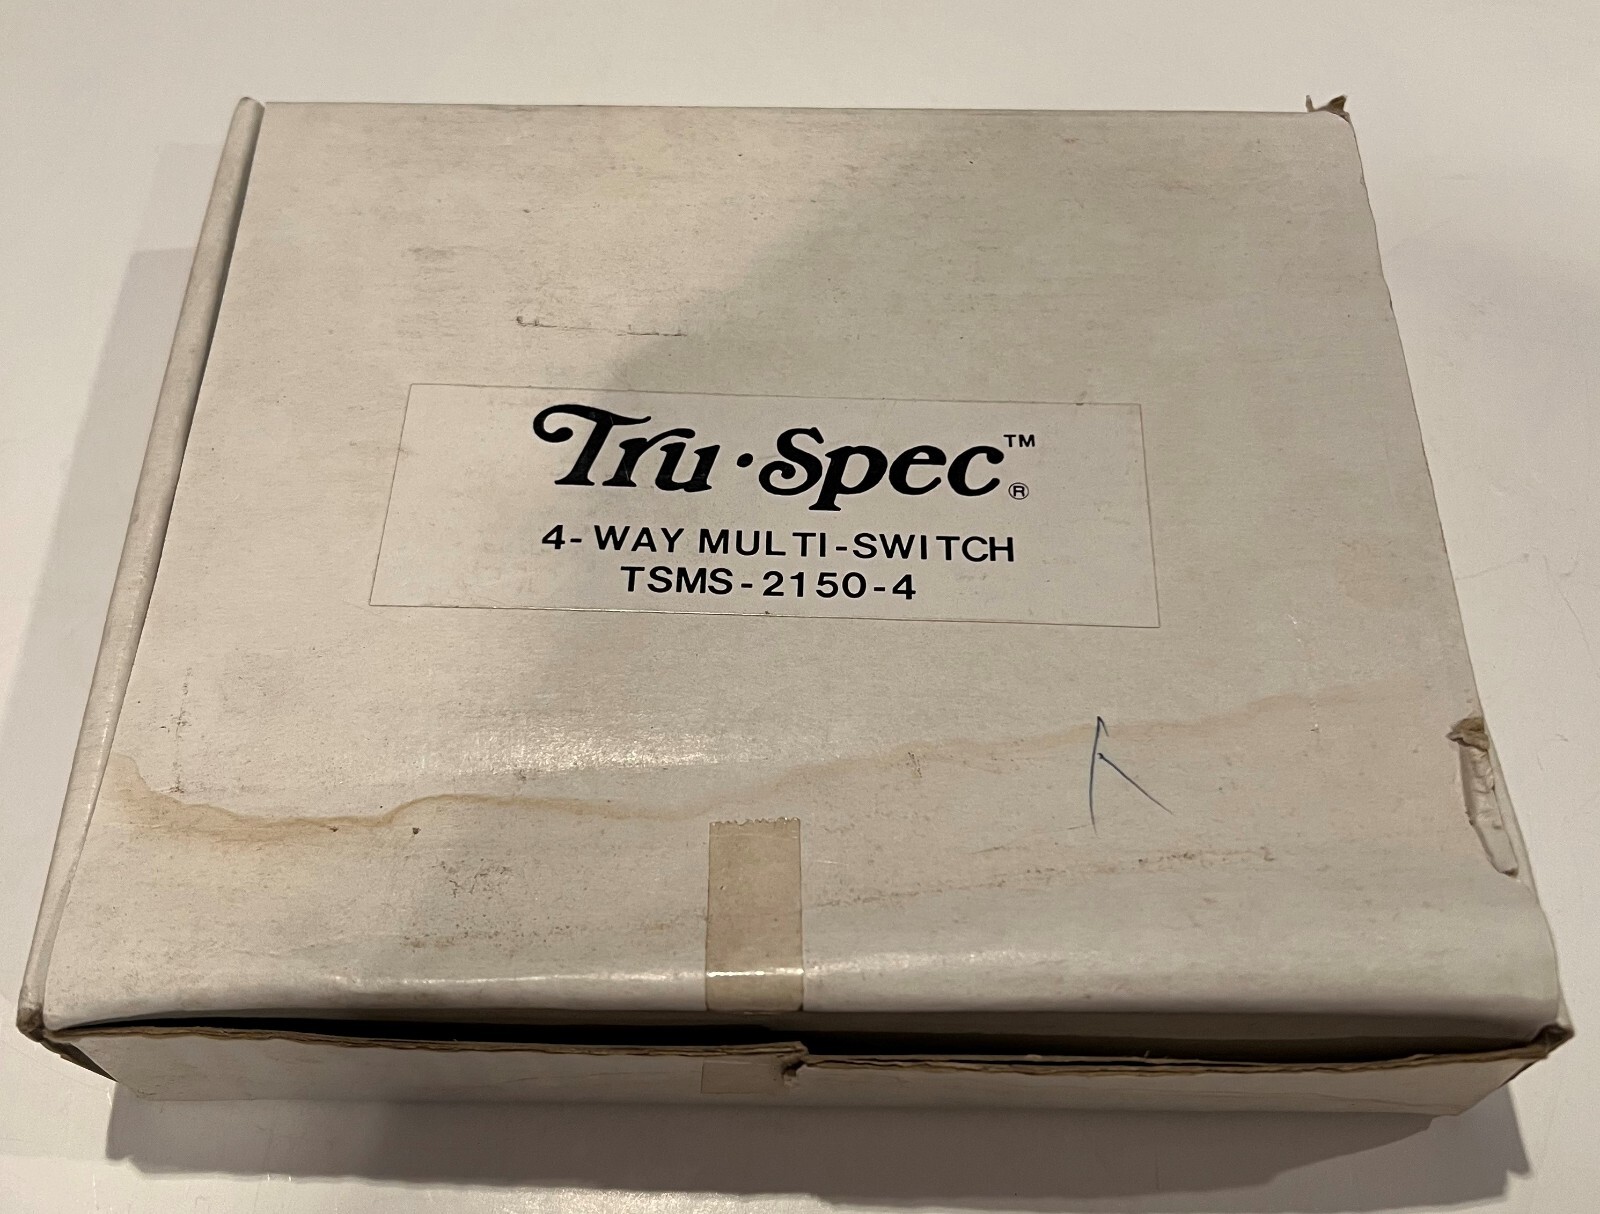 Tru·Spec™®
4-WAY MULTI-SWITCH
TSMS-2150-4